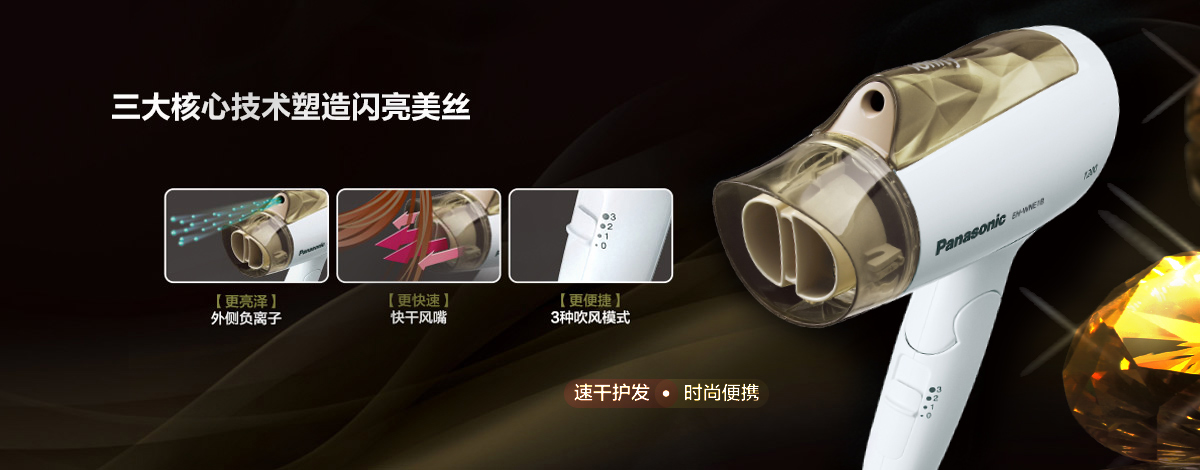 三大核心技术塑造闪亮美丝
ionity
1200
Panasonic EH-WNE1B
Panasonic
3
2
1
0
【更亮泽】
外侧负离子
【更快速】
快干风嘴
【更便捷】
3种吹风模式
速干护发 • 时尚便携
3
2
1
0